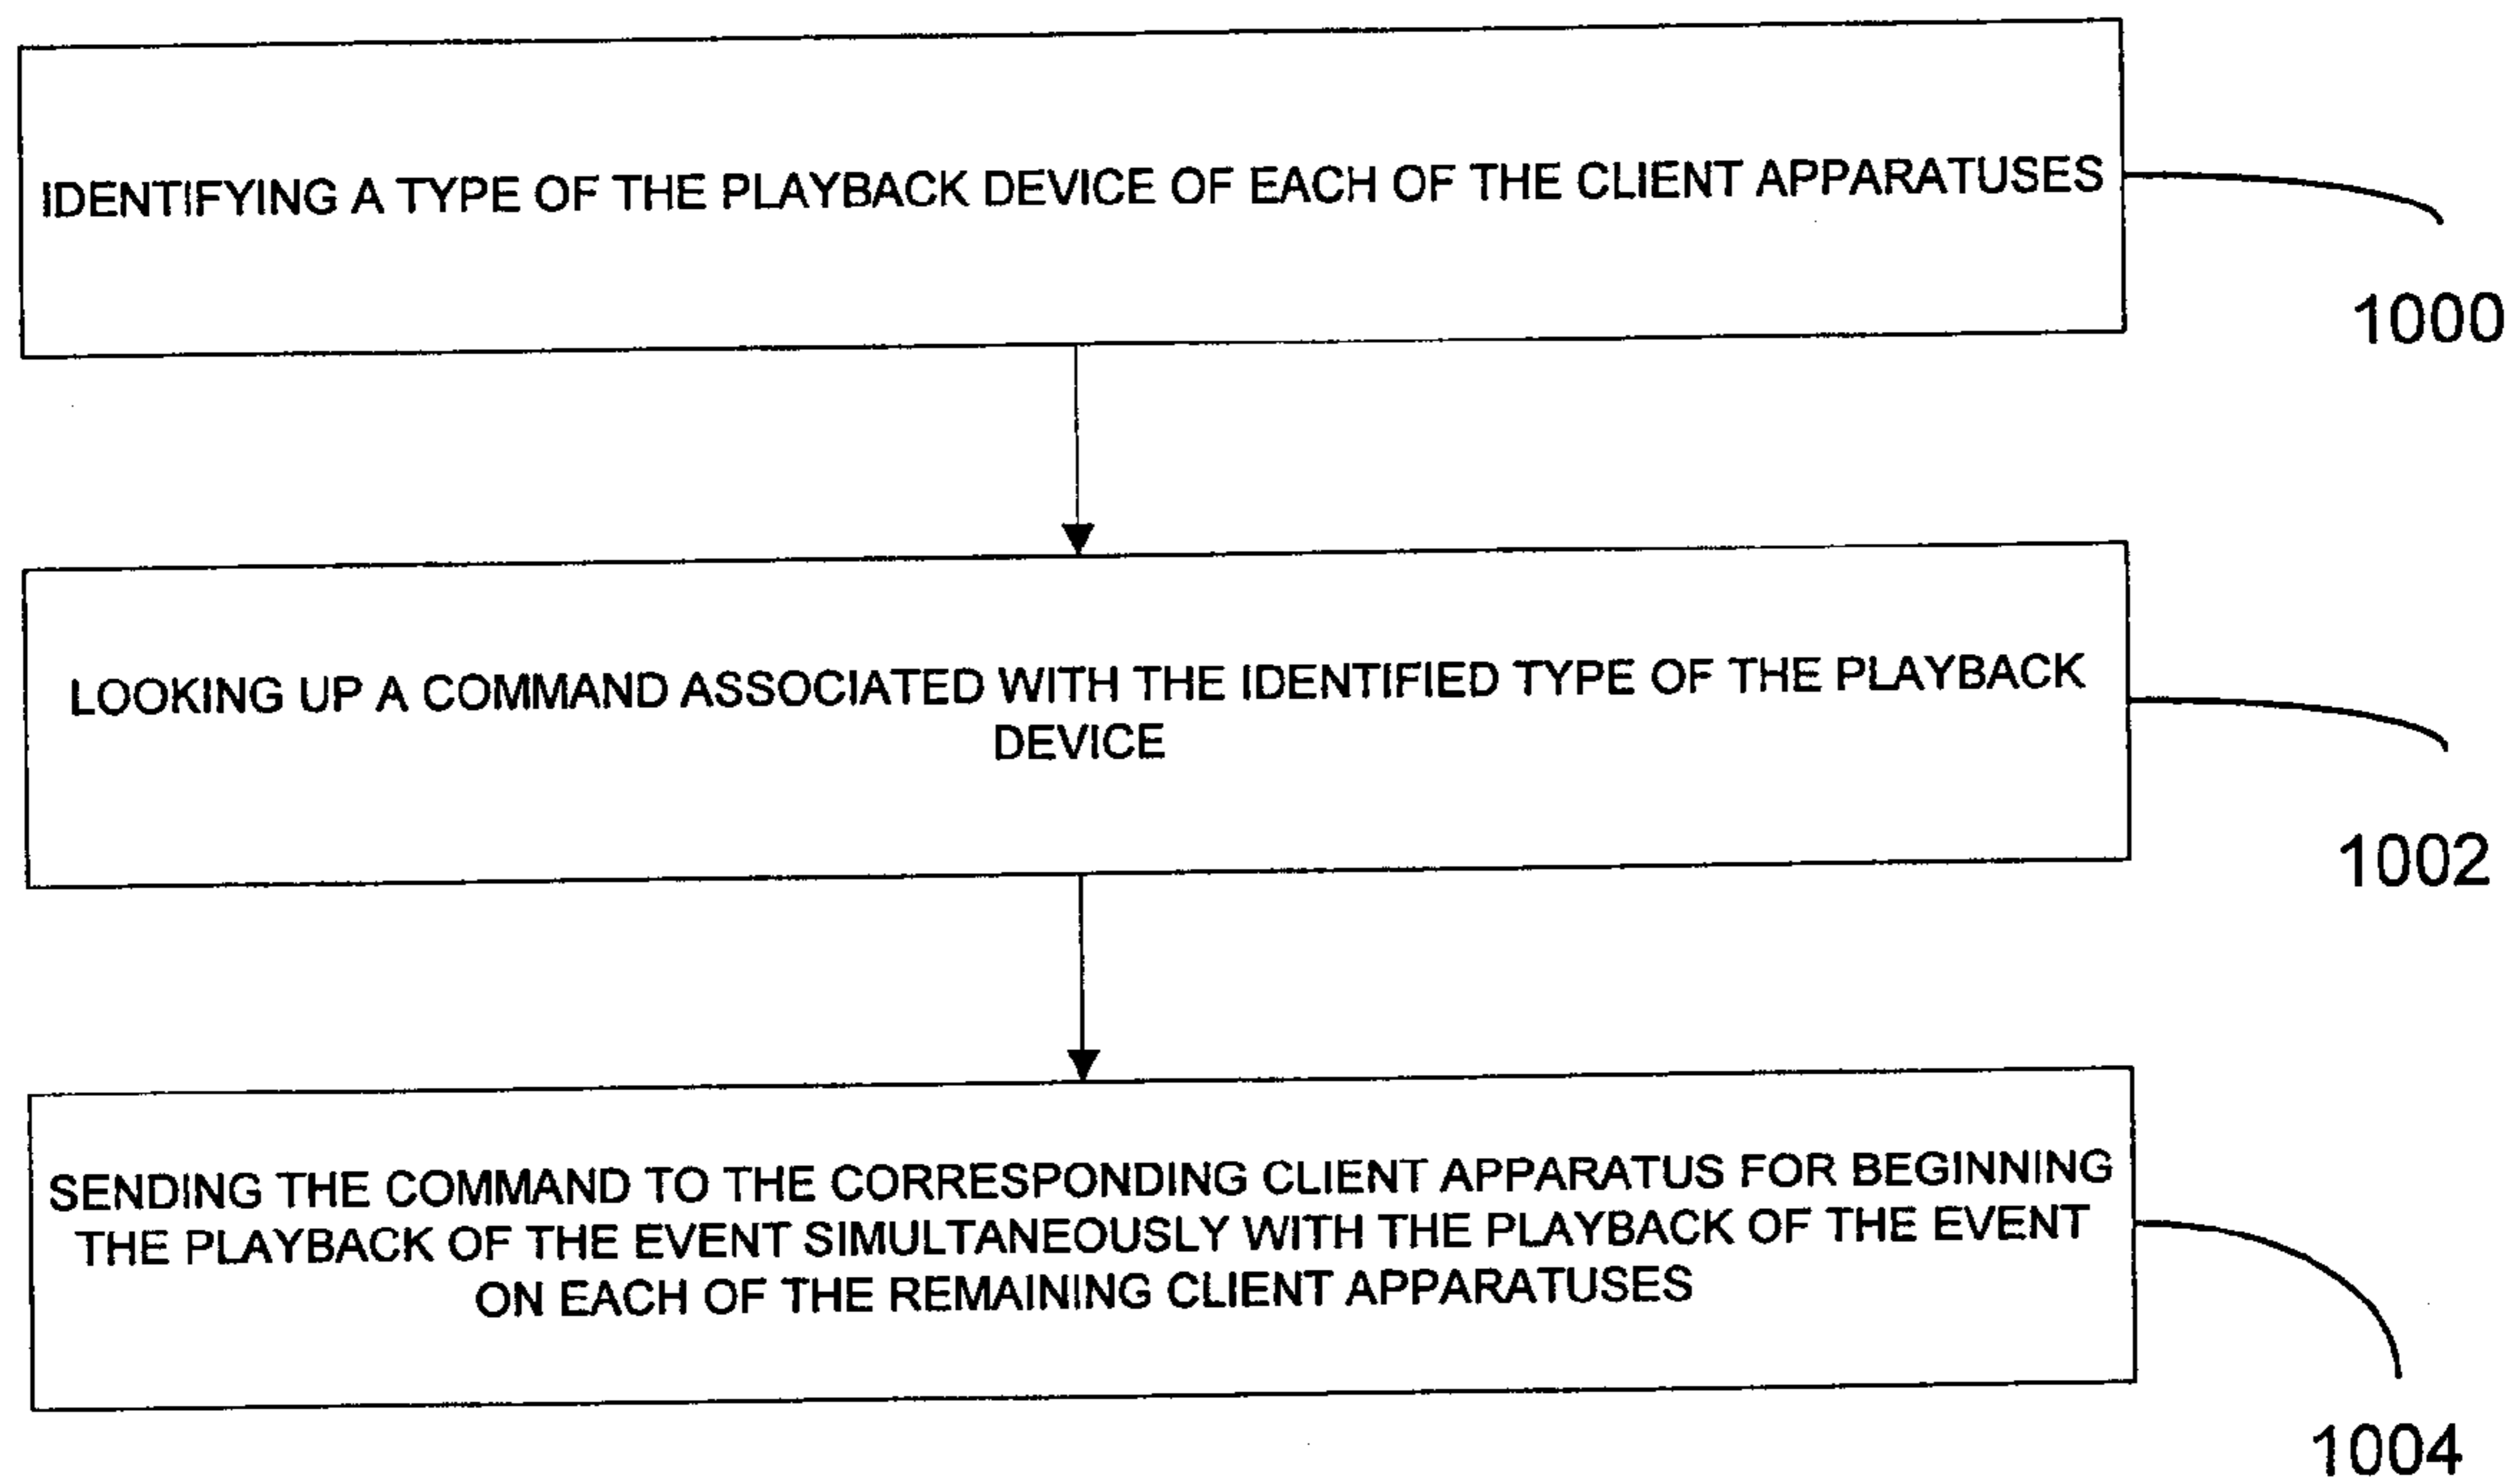 IDENTIFYING A TYPE OF THE PLAYBACK DEVICE OF EACH OF THE CLIENT APPARATUSES
1000
LOOKING UP A COMMAND ASSOCIATED WITH THE IDENTIFIED TYPE OF THE PLAYBACK
DEVICE
1002
SENDING THE COMMAND TO THE CORRESPONDING CLIENT APPARATUS FOR BEGINNING
THE PLAYBACK OF THE EVENT SIMULTANEOUSLY WITH THE PLAYBACK OF THE EVENT
ON EACH OF THE REMAINING CLIENT APPARATUSES
1004